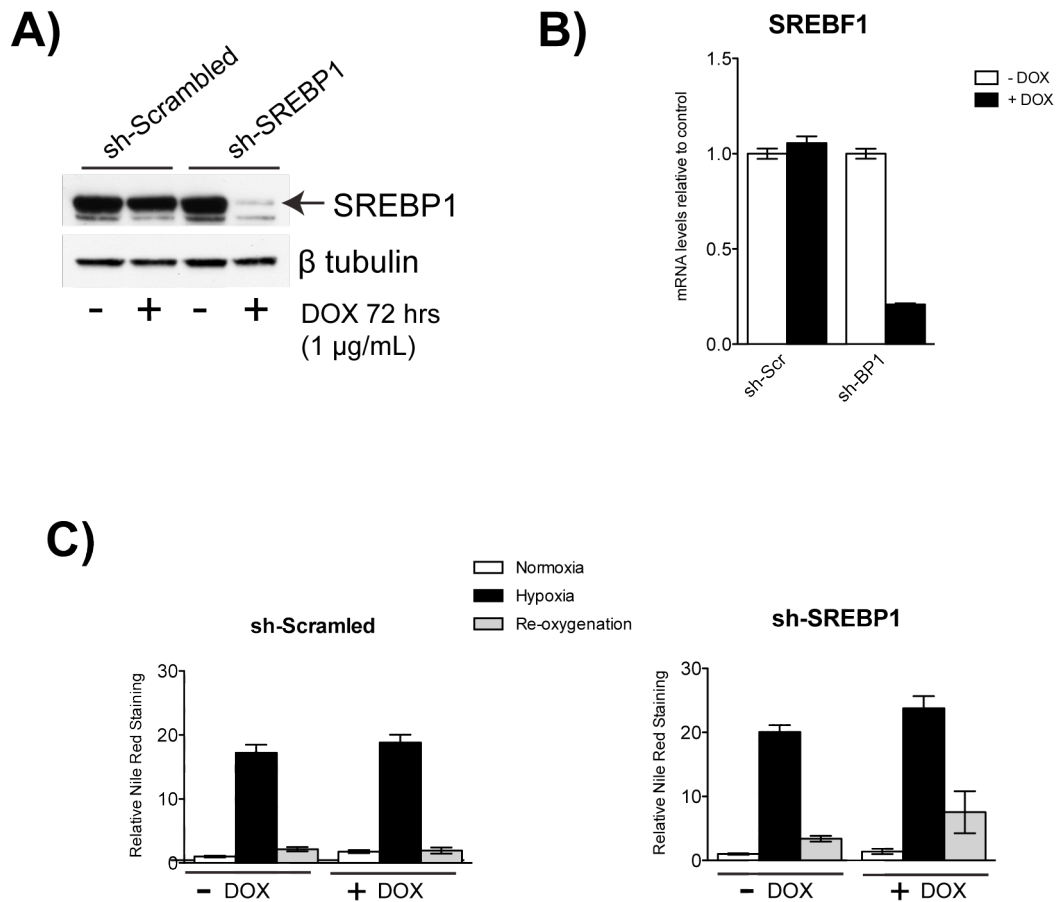 A)
sh-Scrambled
sh-SREBP1
SREBP1
β tubulin
- + - +
DOX 72 hrs
(1 µg/mL)
B)
SREBF1
- DOX
+ DOX
mRNA levels relative to control
1.5
1.0
0.5
0.0
sh-Scr
sh-BP1
C)
Normoxia
Hypoxia
Re-oxygenation
sh-Scramled
Relative Nile Red Staining
30
20
10
0
- DOX
+ DOX
sh-SREBP1
Relative Nile Red Staining
30
20
10
0
- DOX
+ DOX